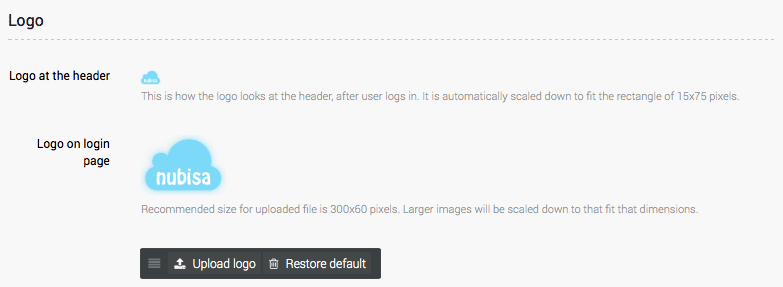 Logo
Logo at the header
nubisa
This is how the logo looks at the header, after user logs in. It is automatically scaled down to fit the rectangle of 15x75 pixels.
Logo on login
page
nubisa
Recommended size for uploaded file is 300x60 pixels. Larger images will be scaled down to that fit that dimensions.
Upload logo Restore default